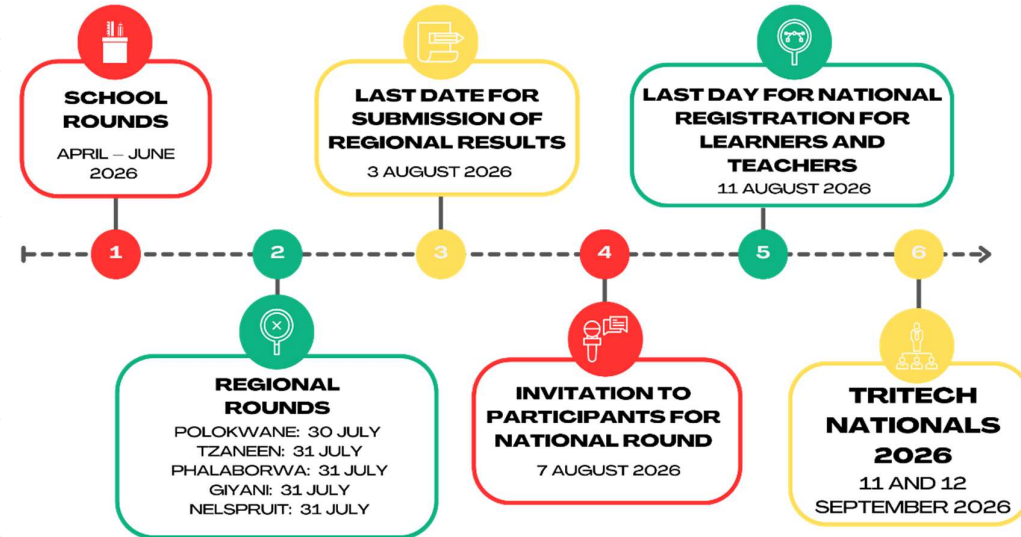 SCHOOL
ROUNDS
APRIL – JUNE
2026
1
2
REGIONAL
ROUNDS
POLOKWANE: 30 JULY
TZANEEN: 31 JULY
PHALABORWA: 31 JULY
GIYANI: 31 JULY
NELSPRUIT: 31 JULY
LAST DATE FOR
SUBMISSION OF
REGIONAL RESULTS
3 AUGUST 2026
3
4
INVITATION TO
PARTICIPANTS FOR
NATIONAL ROUND
7 AUGUST 2026
LAST DAY FOR NATIONAL
REGISTRATION FOR
LEARNERS AND
TEACHERS
11 AUGUST 2026
5
6
TRITECH
NATIONALS
2026
11 AND 12
SEPTEMBER 2026